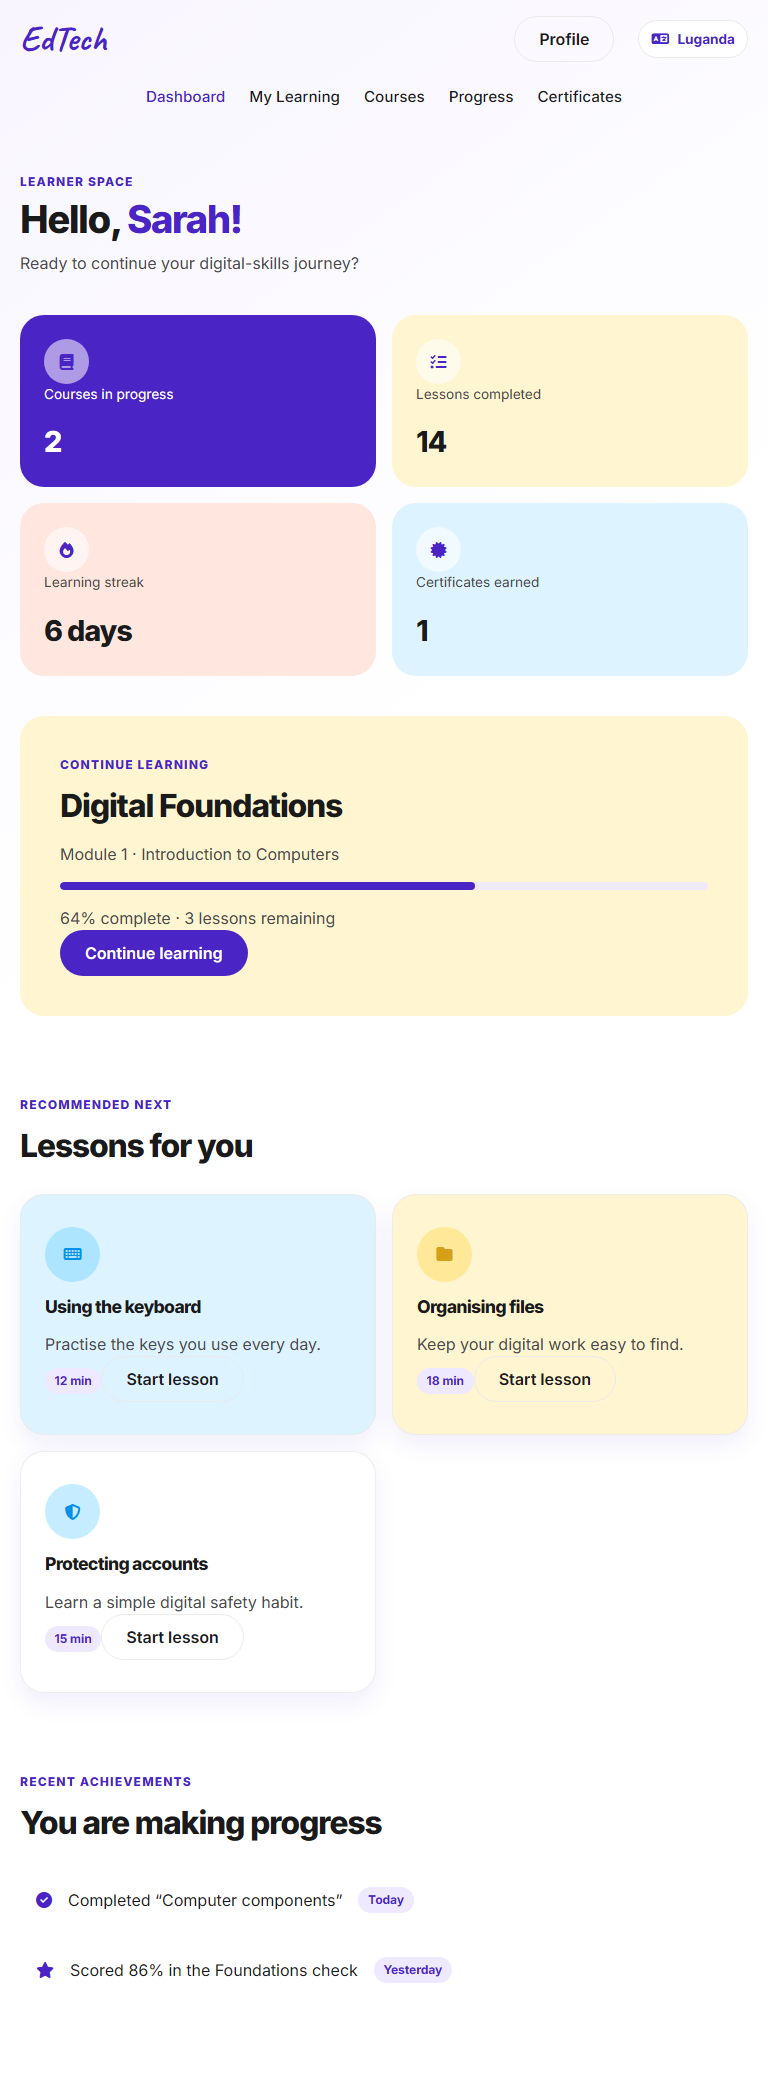 EdTech
Profile
Luganda
Dashboard My Learning Courses Progress Certificates
LEARNER SPACE
Hello, Sarah!
Ready to continue your digital-skills journey?
Courses in progress
2
Lessons completed
14
Learning streak
6 days
Certificates earned
1
CONTINUE LEARNING
Digital Foundations
Module 1 · Introduction to Computers
64% complete · 3 lessons remaining
Continue learning
RECOMMENDED NEXT
Lessons for you
Using the keyboard
Practise the keys you use every day.
12 min Start lesson
Organising files
Keep your digital work easy to find.
18 min Start lesson
Protecting accounts
Learn a simple digital safety habit.
15 min Start lesson
RECENT ACHIEVEMENTS
You are making progress
Completed “Computer components” Today
Scored 86% in the Foundations check Yesterday